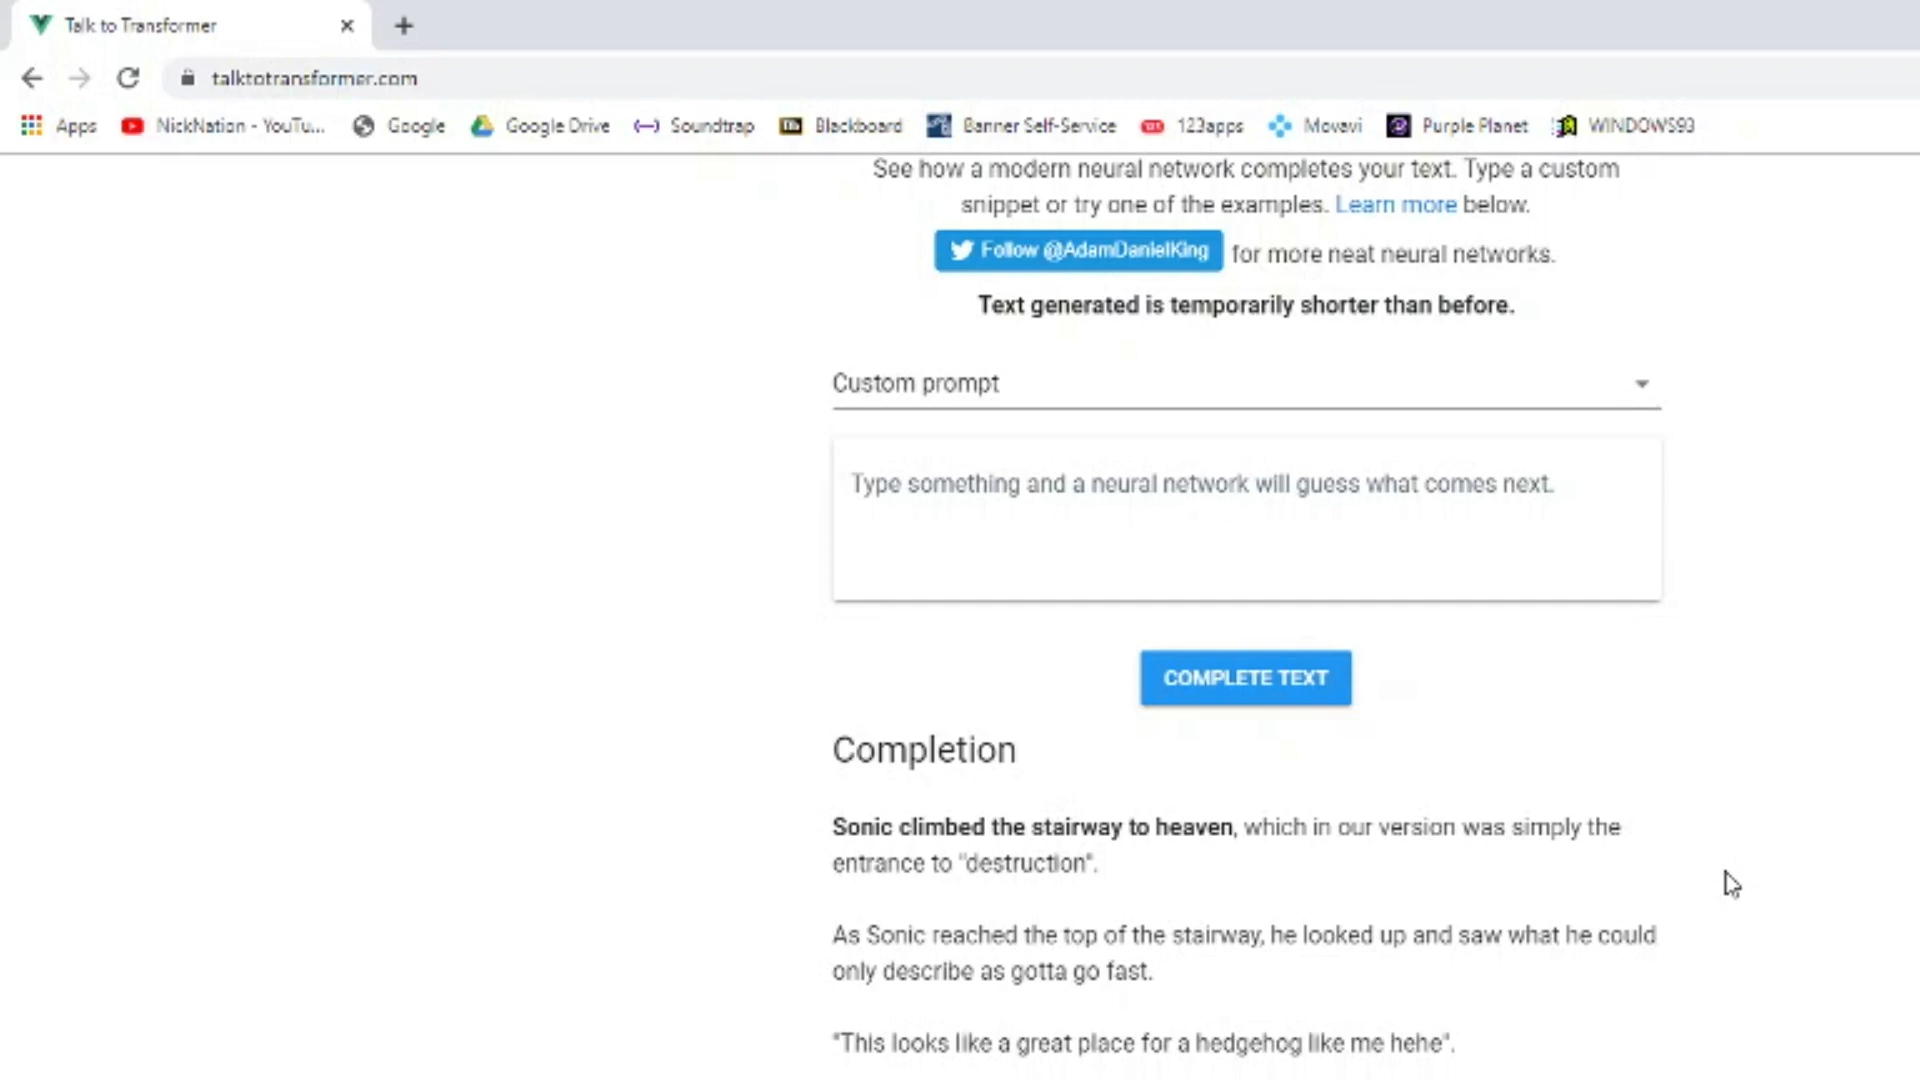 Talk to Transformer
talktotransformer.com
Apps NickNation - YouTu... Google Google Drive Soundtrap Blackboard Banner Self-Service 123apps Movavi Purple Planet WINDOWS93
See how a modern neural network completes your text. Type a custom
snippet or try one of the examples. Learn more below.
Follow @AdamDanielKing for more neat neural networks.
Text generated is temporarily shorter than before.
Custom prompt
Type something and a neural network will guess what comes next.
COMPLETE TEXT
Completion
Sonic climbed the stairway to heaven, which in our version was simply the
entrance to "destruction".
As Sonic reached the top of the stairway, he looked up and saw what he could
only describe as gotta go fast.
"This looks like a great place for a hedgehog like me hehe".